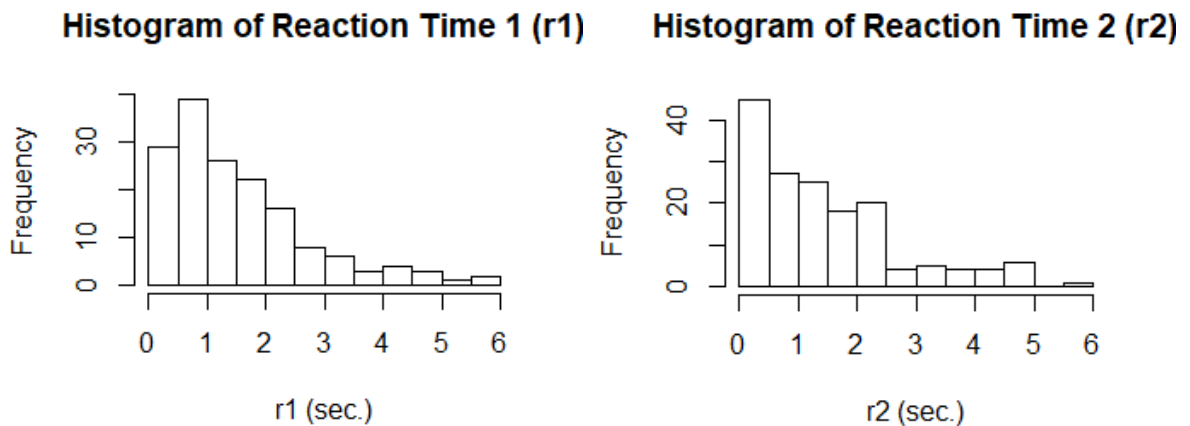 Histogram of Reaction Time 1 (r1)
Frequency
30
10
0
0 1 2 3 4 5 6
r1 (sec.)
Histogram of Reaction Time 2 (r2)
Frequency
40
20
0
0 1 2 3 4 5 6
r2 (sec.)